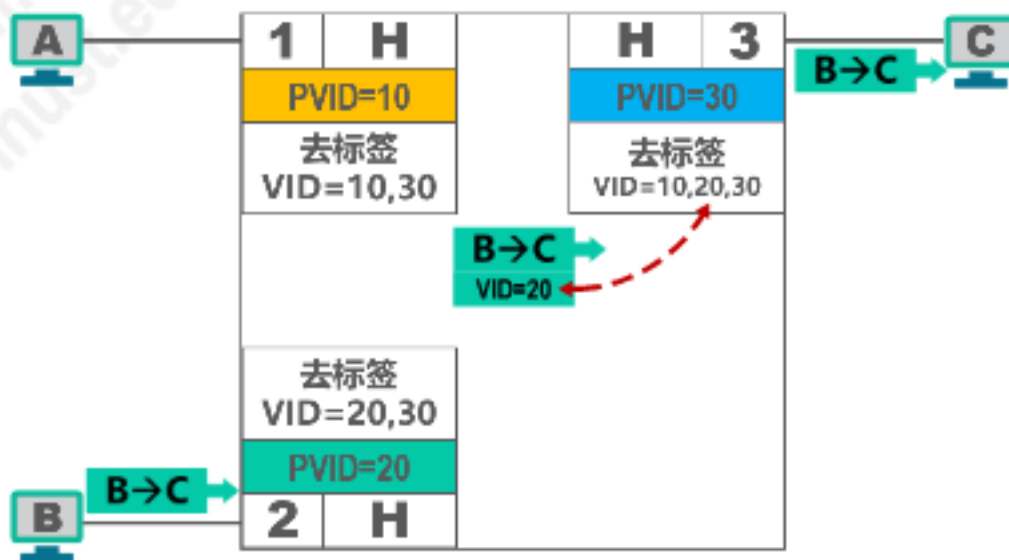 A
1 H
H 3
C
B→C
PVID=10
PVID=30
去标签
VID=10,30
去标签
VID=10,20,30
B→C
VID=20
去标签
VID=20,30
PVID=20
B→C
B
2 H